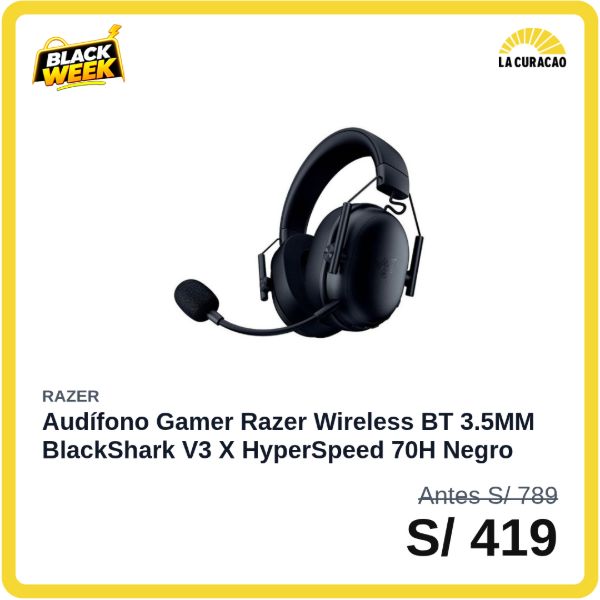 BLACK
WEEK
LA CURACAO
RAZER
Audífono Gamer Razer Wireless BT 3.5MM
BlackShark V3 X HyperSpeed 70H Negro
Antes S/ 789
S/ 419